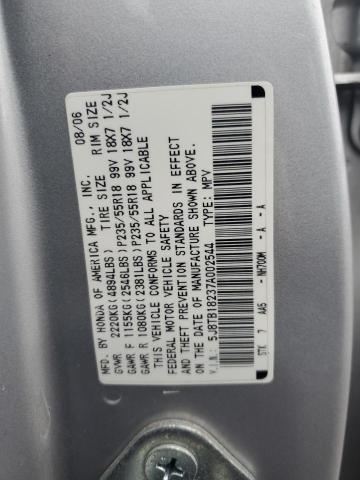 MFD. BY HONDA OF AMERICA MFG., INC. 08/06
GVWR 2220KG(4894LBS) TIRE SIZE RIM SIZE
GAWR F 1155KG(2546LBS)P235/55R18 99V 18X7 1/2J
GAWR R 1080KG(2381LBS)P235/55R18 99V 18X7 1/2J
THIS VEHICLE CONFORMS TO ALL APPLICABLE
FEDERAL MOTOR VEHICLE SAFETY
AND THEFT PREVENTION STANDARDS IN EFFECT
ON THE DATE OF MANUFACTURE SHOWN ABOVE.
V.I.N.: 5J8TB18237A002544 TYPE: MPV
STK 7 AA6 - NH700M - A - A